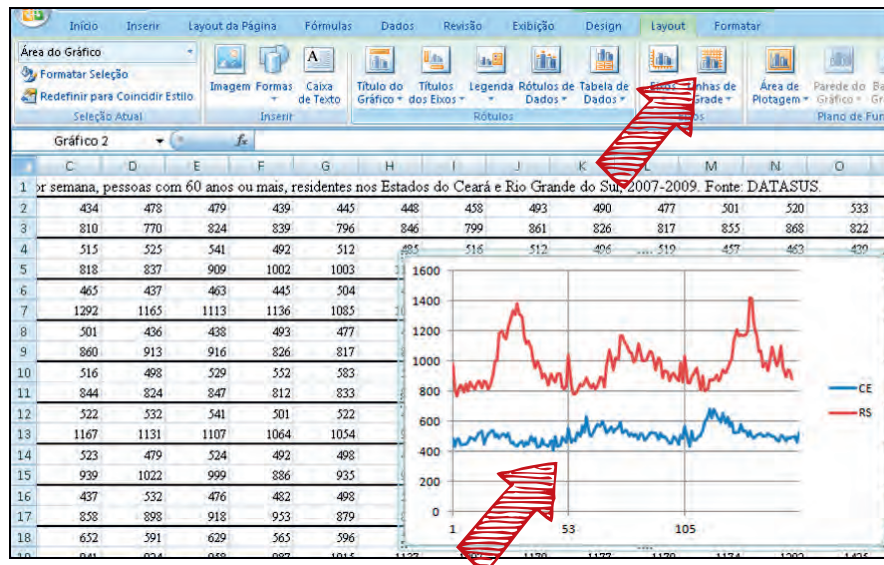 Início Inserir Layout da Página Fórmulas Dados Revisão Exibição Design Layout Formatar
Área do Gráfico
Formatar Seleção
Redefinir para Coincidir Estilo
Seleção Atual
Imagem Formas Caixa de Texto
Inserir
Título do Gráfico Títulos dos Eixos Legenda Rótulos de Dados Tabela de Dados
Rótulos
de Grade
Área de Plotagem Parede do Gráfico
Plano de
Gráfico 2 fx
C D E F G H I J K L M N O
1 or semana, pessoas com 60 anos ou mais, residentes nos Estados do Ceará e Rio Grande do Sul, 2007-2009. Fonte: DATASUS.
2 434 478 479 439 445 448 458 493 490 477 501 520 533
3 810 770 824 839 796 846 799 861 826 817 855 868 822
4 515 525 541 492 512 485 516 512 406 519 457 463 429
5 818 837 909 1002 1003
6 465 437 463 445 504
7 1292 1165 1113 1136 1085
8 501 436 438 493 477
9 860 913 916 826 817
10 516 498 529 552 583
11 844 824 847 812 833
12 522 532 541 501 522
13 1167 1131 1107 1064 1054
14 523 479 524 492 498
15 939 1022 999 886 935
16 437 532 476 482 498
17 858 898 918 953 879
18 652 591 629 565 596
1600
1400
1200
1000
800
600
400
200
0
1 53 105
CE
RS